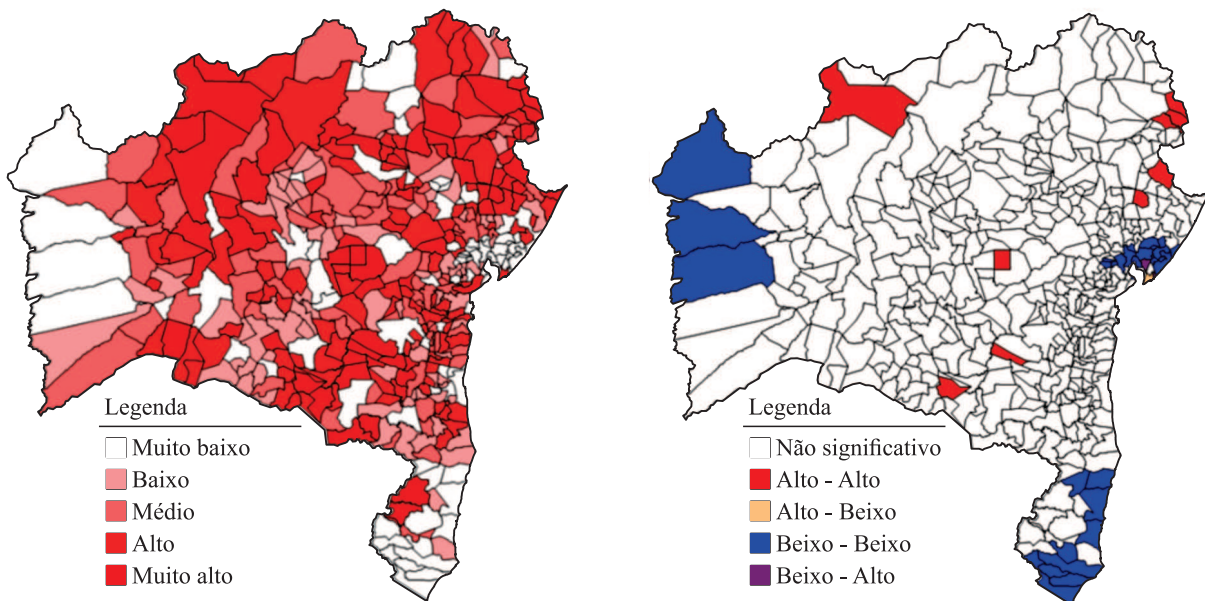 Legenda
Muito baixo
Baixo
Médio
Alto
Muito alto
Legenda
Não significativo
Alto - Alto
Alto - Beixo
Beixo - Beixo
Beixo - Alto